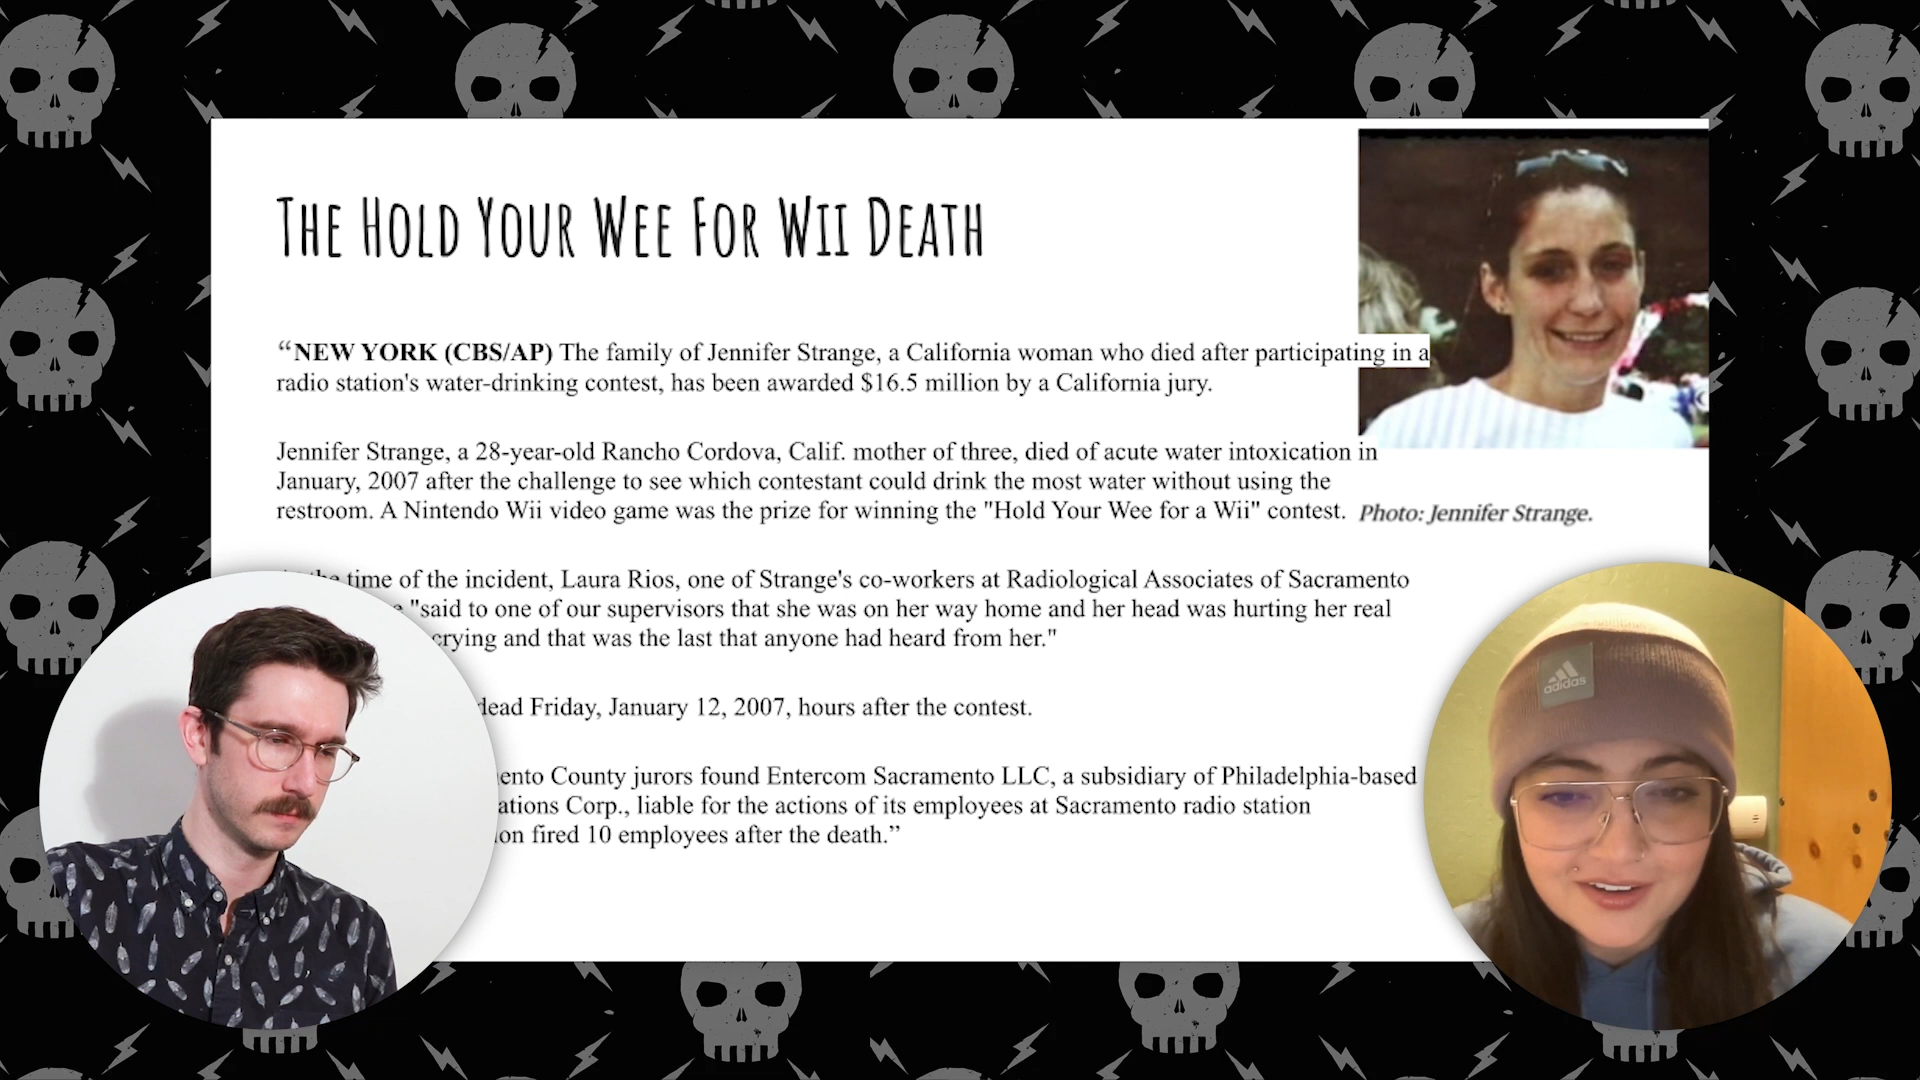 THE HOLD YOUR WEE FOR WII DEATH
“NEW YORK (CBS/AP) The family of Jennifer Strange, a California woman who died after participating in a
radio station's water-drinking contest, has been awarded $16.5 million by a California jury.
Jennifer Strange, a 28-year-old Rancho Cordova, Calif. mother of three, died of acute water intoxication in
January, 2007 after the challenge to see which contestant could drink the most water without using the
restroom. A Nintendo Wii video game was the prize for winning the "Hold Your Wee for a Wii" contest.
Photo: Jennifer Strange.
time of the incident, Laura Rios, one of Strange's co-workers at Radiological Associates of Sacramento
"said to one of our supervisors that she was on her way home and her head was hurting her real
crying and that was the last that anyone had heard from her."
dead Friday, January 12, 2007, hours after the contest.
County jurors found Entercom Sacramento LLC, a subsidiary of Philadelphia-based
Corp., liable for the actions of its employees at Sacramento radio station
fired 10 employees after the death.”
adidas